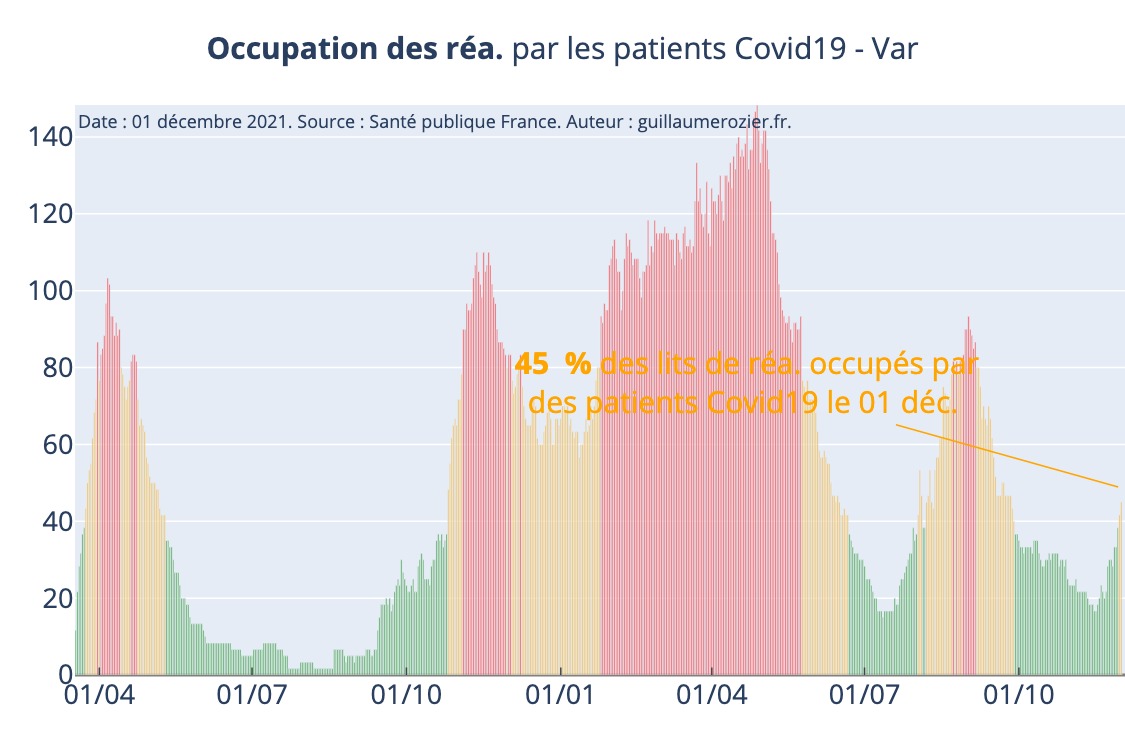 Occupation des réa. par les patients Covid19 - Var
Date : 01 décembre 2021. Source : Santé publique France. Auteur : guillaumerozier.fr.
140
120
100
80
60
40
20
0
45 % des lits de réa. occupés par
des patients Covid19 le 01 déc.
01/04 01/07 01/10 01/01 01/04 01/07 01/10